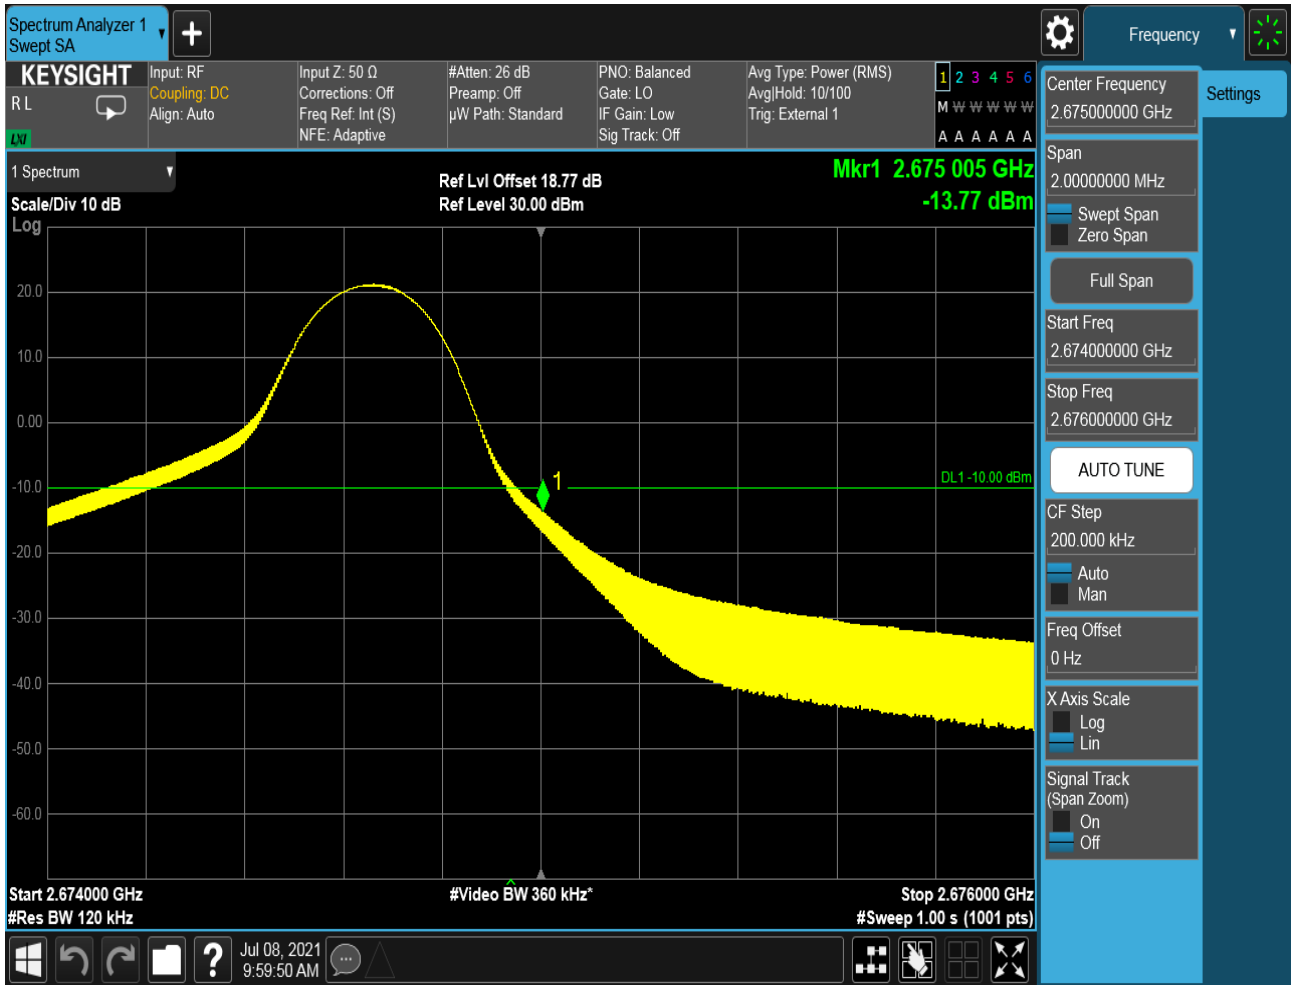 Spectrum Analyzer 1
Swept SA
Frequency
KEYSIGHT
R L
LXI
Input: RF
Coupling: DC
Align: Auto
Input Z: 50 Ω
Corrections: Off
Freq Ref: Int (S)
NFE: Adaptive
#Atten: 26 dB
Preamp: Off
µW Path: Standard
PNO: Balanced
Gate: LO
IF Gain: Low
Sig Track: Off
Avg Type: Power (RMS)
Avg|Hold: 10/100
Trig: External 1
1 2 3 4 5 6
M W W W W W
A A A A A A
1 Spectrum
Scale/Div 10 dB
Log
Ref Lvl Offset 18.77 dB
Ref Level 30.00 dBm
Mkr1 2.675 005 GHz
-13.77 dBm
20.0
10.0
0.00
-10.0
-20.0
-30.0
-40.0
-50.0
-60.0
1
DL1 -10.00 dBm
Start 2.674000 GHz
#Res BW 120 kHz
#Video BW 360 kHz*
Stop 2.676000 GHz
#Sweep 1.00 s (1001 pts)
Center Frequency
2.675000000 GHz
Span
2.00000000 MHz
Swept Span
Zero Span
Full Span
Start Freq
2.674000000 GHz
Stop Freq
2.676000000 GHz
AUTO TUNE
CF Step
200.000 kHz
Auto
Man
Freq Offset
0 Hz
X Axis Scale
Log
Lin
Signal Track
(Span Zoom)
On
Off
Settings
?
Jul 08, 2021
9:59:50 AM